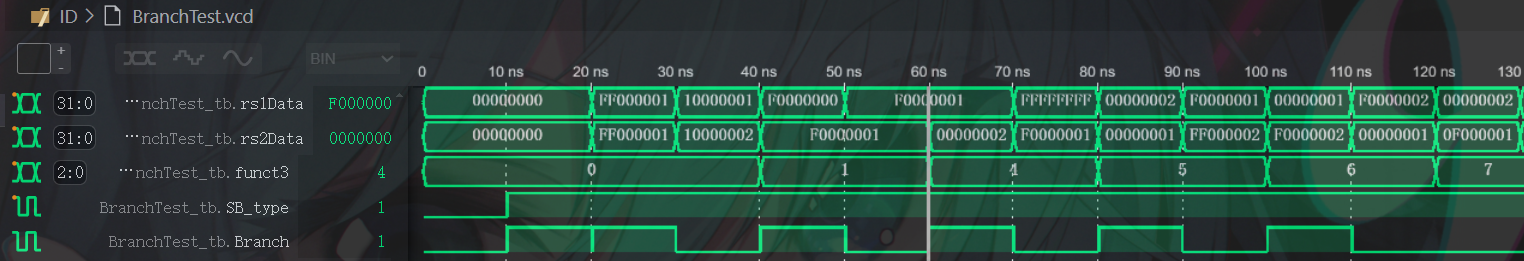 ID > BranchTest.vcd
+
-
BIN
0 10 ns 20 ns 30 ns 40 ns 50 ns 60 ns 70 ns 80 ns 90 ns 100 ns 110 ns 120 ns 130
31:0 ···nchTest_tb.rs1Data F000000 00000000 FF000001 10000001 F0000000 F0000001 FFFFFFFF 00000002 F0000001 00000001 F0000002 00000002
31:0 ···nchTest_tb.rs2Data 0000000 00000000 FF000001 10000002 F0000001 00000002 F0000001 00000001 FF000002 F0000002 00000001 0F000001
2:0 ···nchTest_tb.funct3 4 0 1 4 5 6 7
BranchTest_tb.SB_type 1
BranchTest_tb.Branch 1